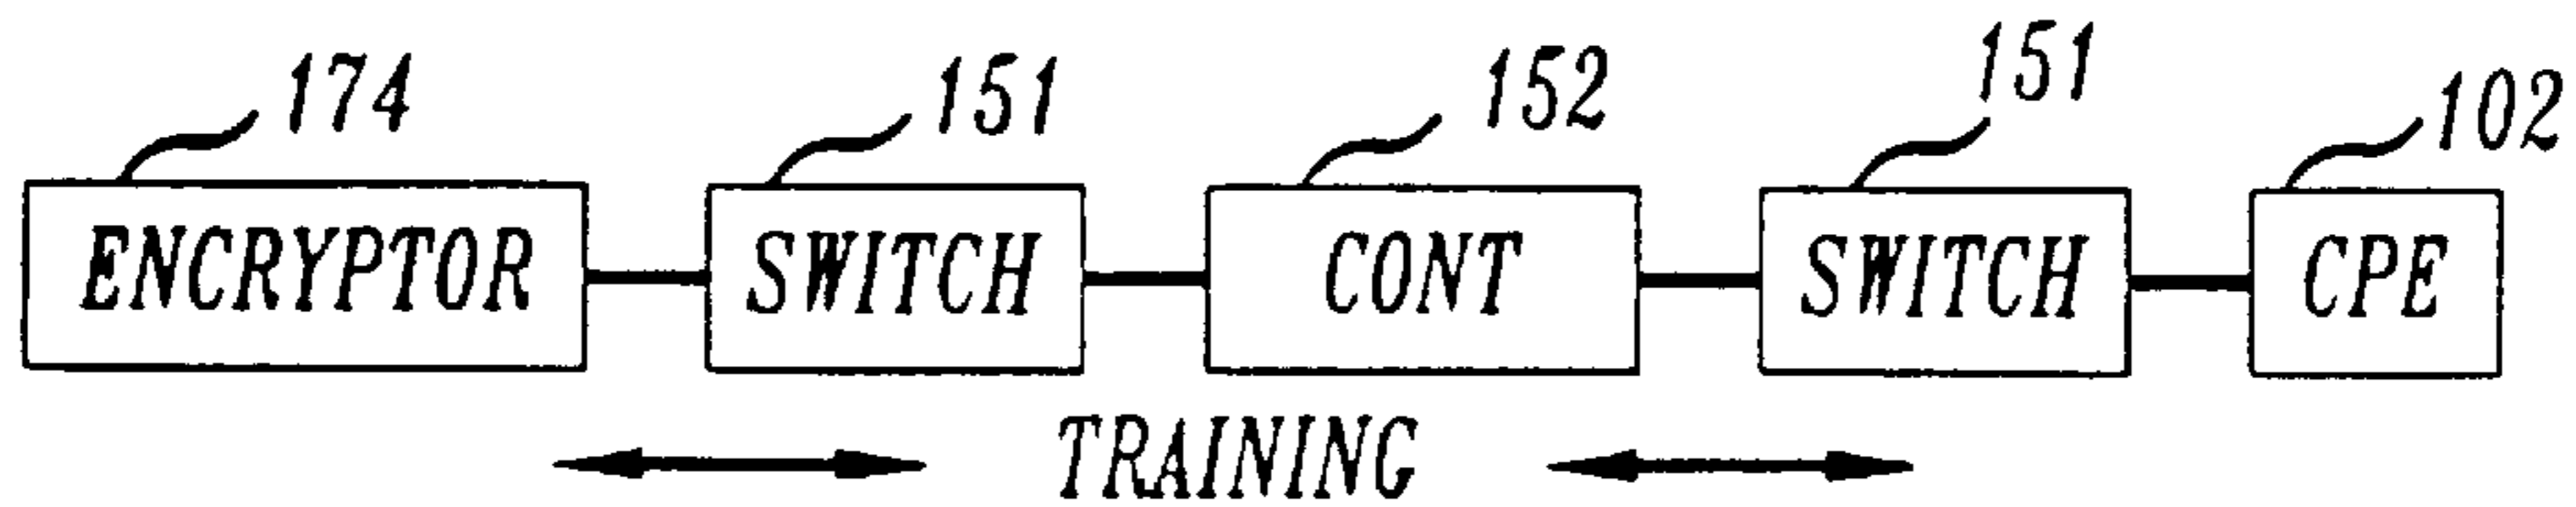 174 151 152 151 102
ENCRYPTOR SWITCH CONT SWITCH CPE
TRAINING